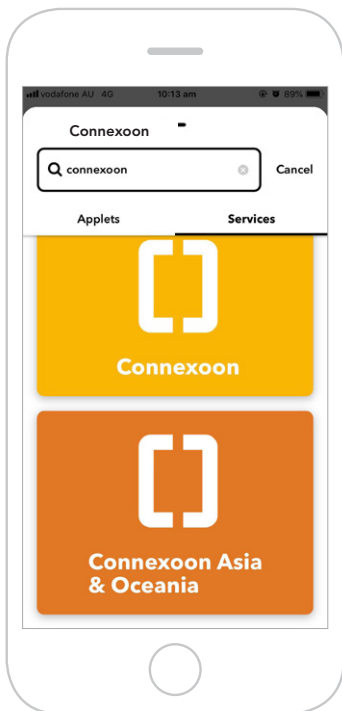 vodafone AU 4G 10:13 am 89%
Connexoon
connexoon Cancel
Applets Services
Connexoon
Connexoon Asia
& Oceania